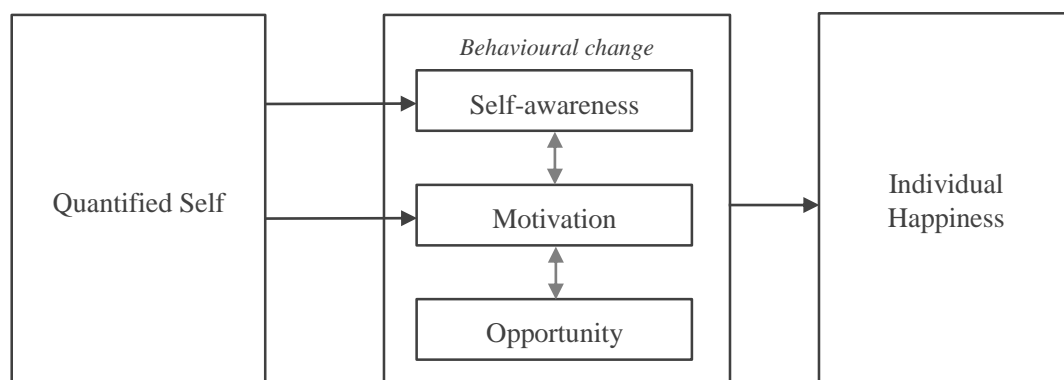 Behavioural change
Self-awareness
Quantified Self
Motivation
Opportunity
Individual
Happiness